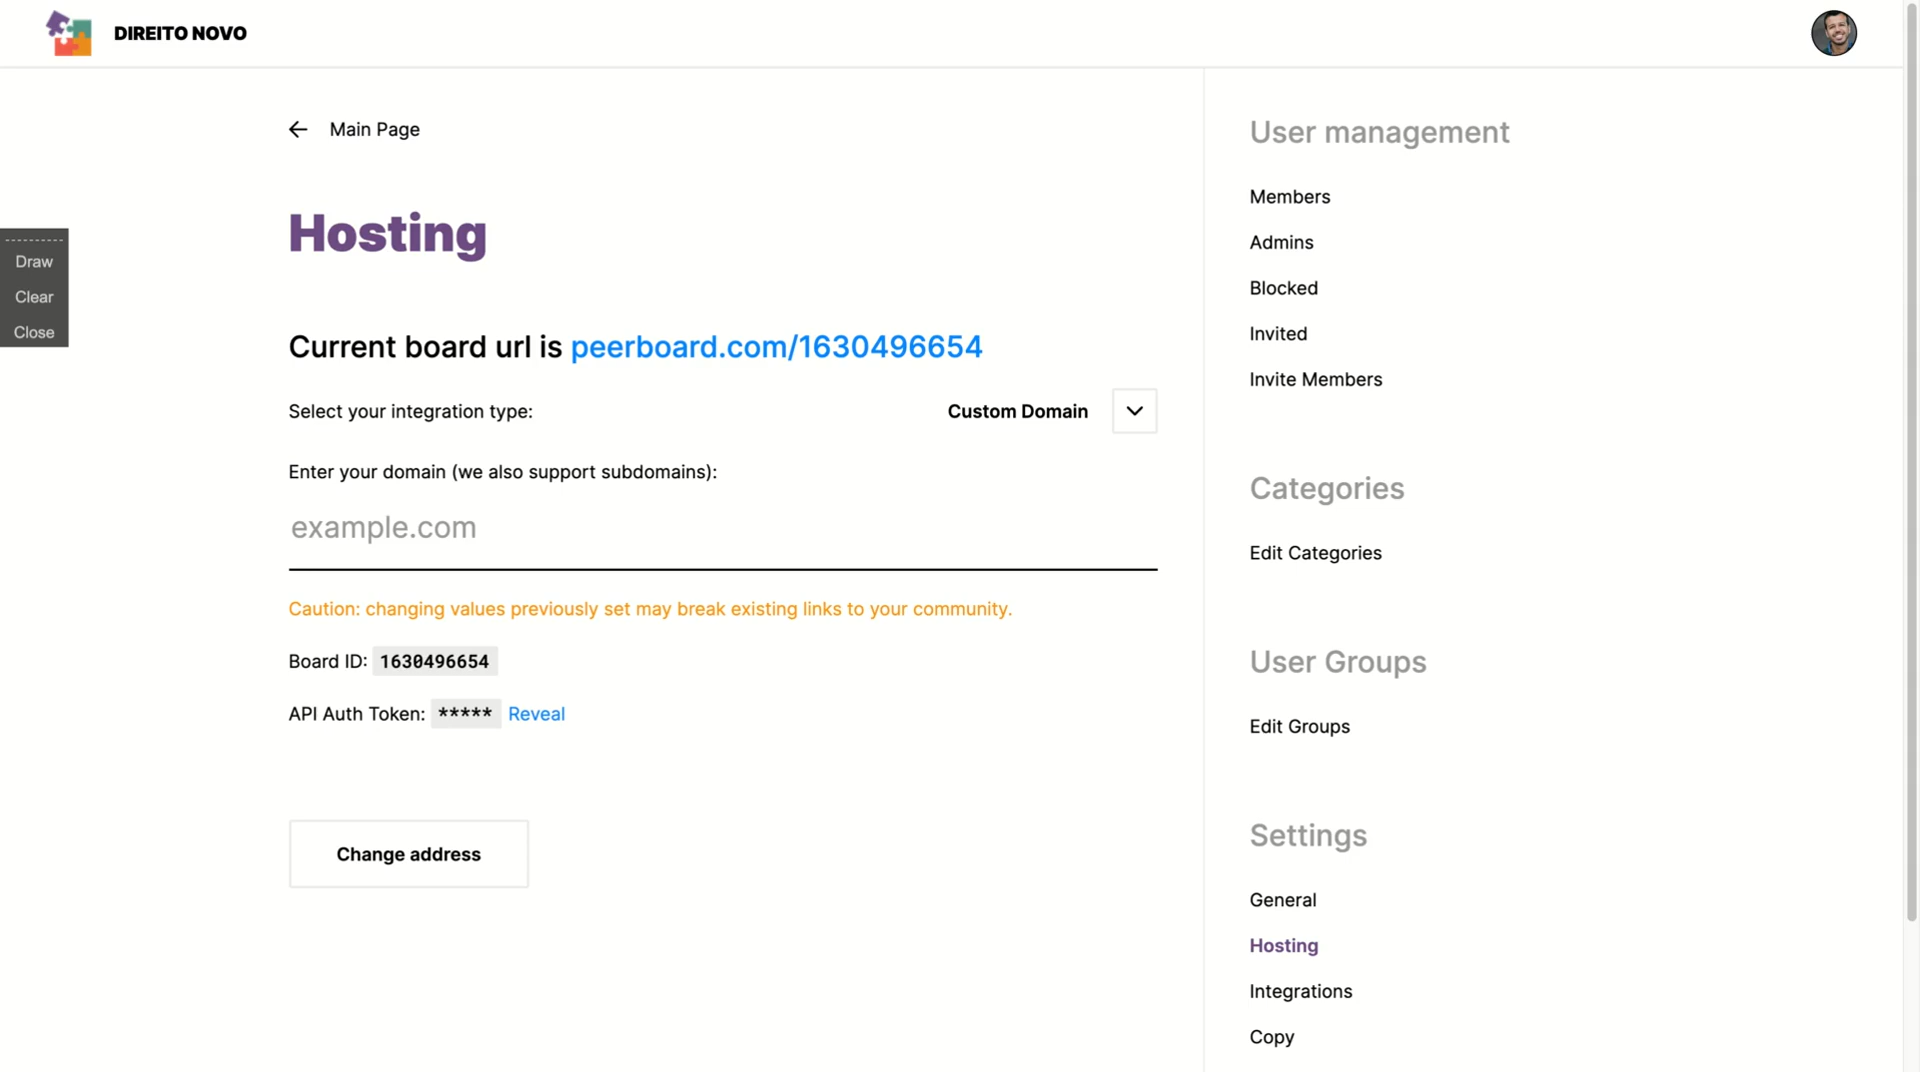 DIREITO NOVO
Main Page
Hosting
Current board url is peerboard.com/1630496654
Select your integration type: Custom Domain
Enter your domain (we also support subdomains):
example.com
Caution: changing values previously set may break existing links to your community.
Board ID: 1630496654
API Auth Token: ***** Reveal
Change address
Draw
Clear
Close
User management
Members
Admins
Blocked
Invited
Invite Members
Categories
Edit Categories
User Groups
Edit Groups
Settings
General
Hosting
Integrations
Copy